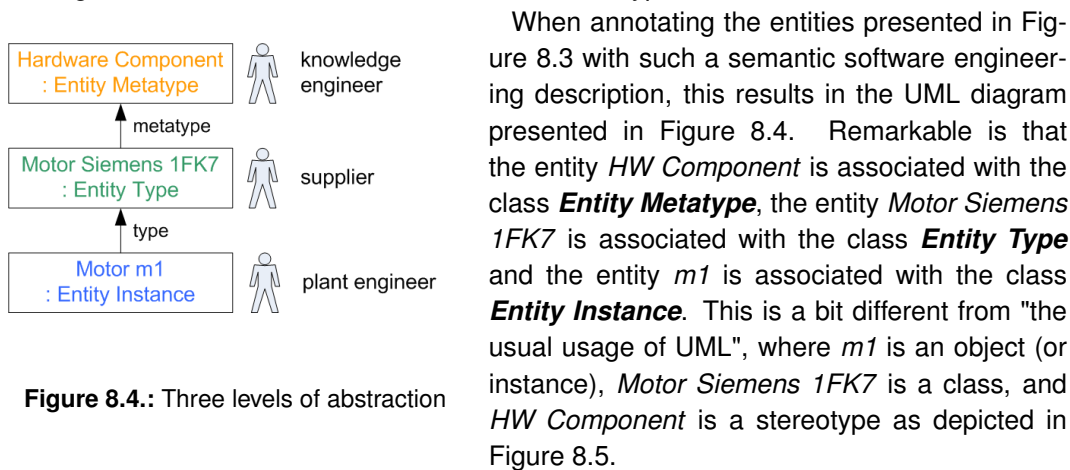 Hardware Component
: Entity Metatype
knowledge
engineer
metatype
Motor Siemens 1FK7
: Entity Type
supplier
type
Motor m1
: Entity Instance
plant engineer
Figure 8.4.: Three levels of abstraction
When annotating the entities presented in Fig-
ure 8.3 with such a semantic software engineer-
ing description, this results in the UML diagram
presented in Figure 8.4. Remarkable is that
the entity HW Component is associated with the
class Entity Metatype, the entity Motor Siemens
1FK7 is associated with the class Entity Type
and the entity m1 is associated with the class
Entity Instance. This is a bit different from "the
usual usage of UML", where m1 is an object (or
instance), Motor Siemens 1FK7 is a class, and
HW Component is a stereotype as depicted in
Figure 8.5.